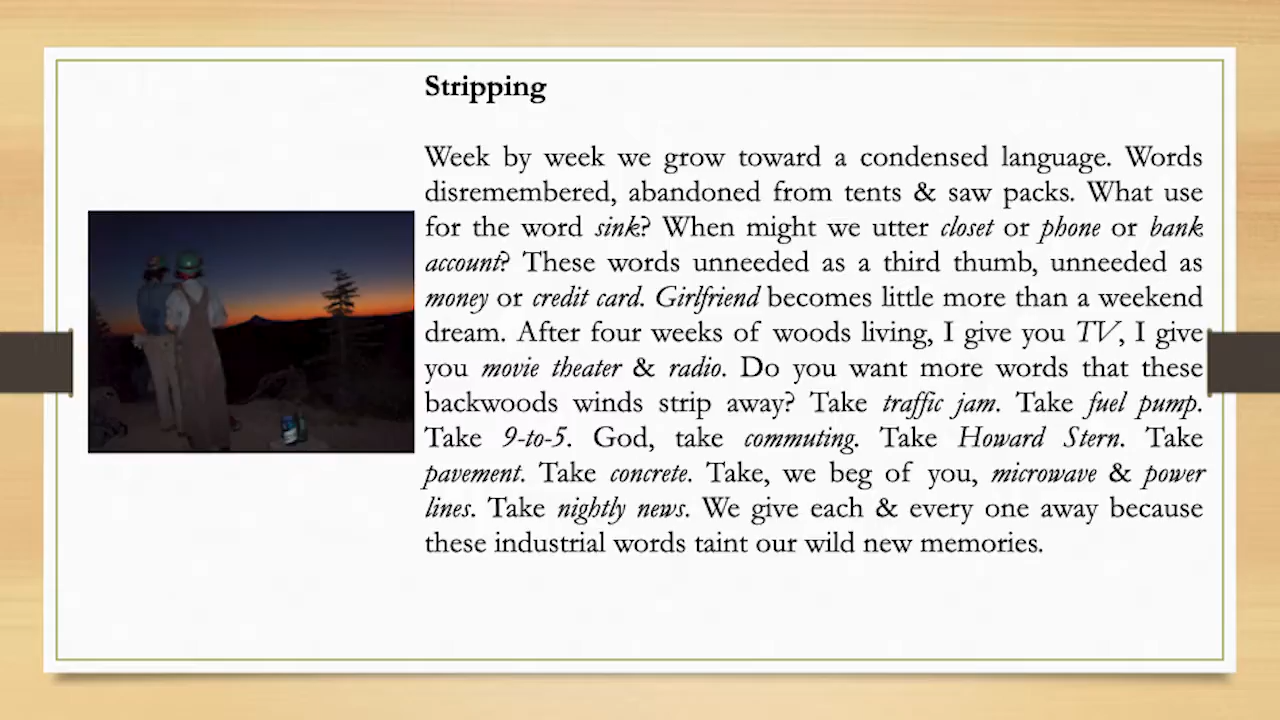 Stripping
Week by week we grow toward a condensed language. Words
disremembered, abandoned from tents & saw packs. What use
for the word sink? When might we utter closet or phone or bank
account? These words unneeded as a third thumb, unneeded as
money or credit card. Girlfriend becomes little more than a weekend
dream. After four weeks of woods living, I give you TV, I give
you movie theater & radio. Do you want more words that these
backwoods winds strip away? Take traffic jam. Take fuel pump.
Take 9-to-5. God, take commuting. Take Howard Stern. Take
pavement. Take concrete. Take, we beg of you, microwave & power
lines. Take nightly news. We give each & every one away because
these industrial words taint our wild new memories.